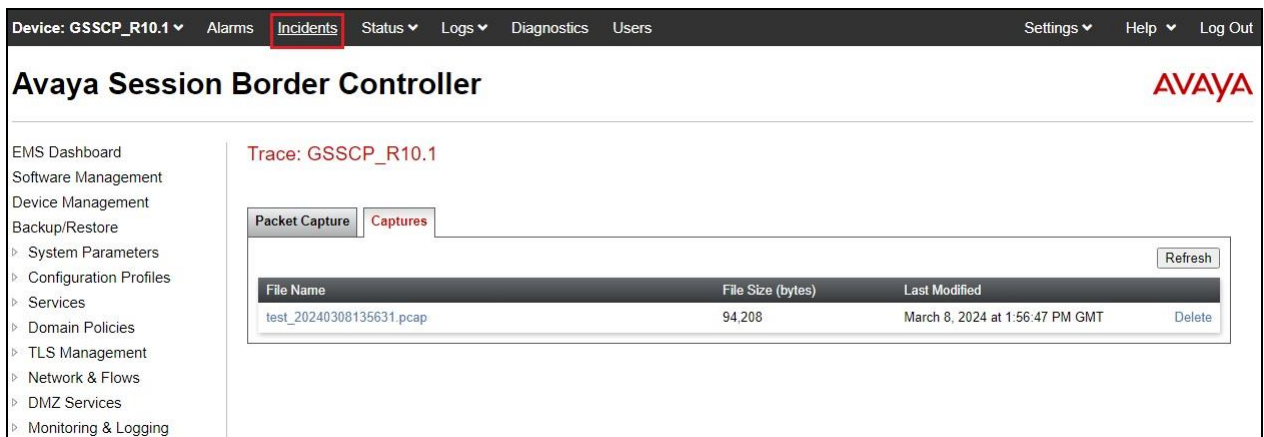 Device: GSSCP_R10.1 Alarms Incidents Status Logs Diagnostics Users Settings Help Log Out
Avaya Session Border Controller AVAYA
EMS Dashboard
Software Management
Device Management
Backup/Restore
System Parameters
Configuration Profiles
Services
Domain Policies
TLS Management
Network & Flows
DMZ Services
Monitoring & Logging
Trace: GSSCP_R10.1
Packet Capture Captures
Refresh
File Name File Size (bytes) Last Modified
test_20240308135631.pcap 94,208 March 8, 2024 at 1:56:47 PM GMT Delete